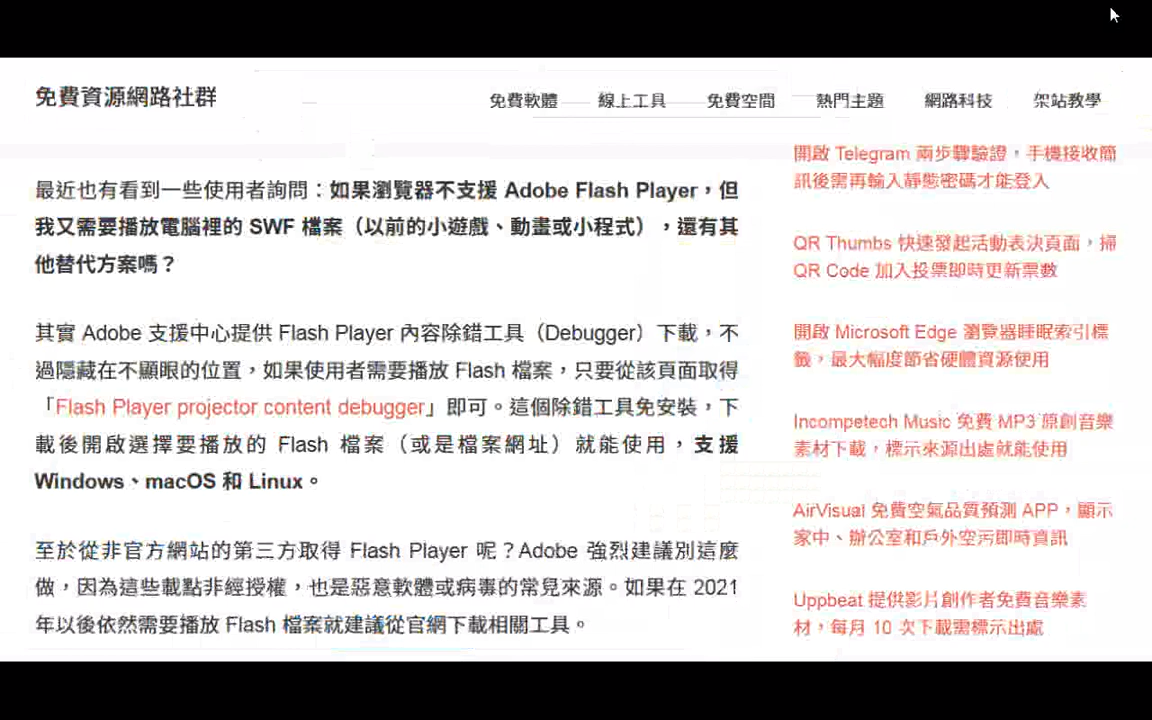 免費資源網路社群
免費軟體 線上工具 免費空間 熱門主題 網路科技 架站教學
最近也有看到一些使用者詢問：如果瀏覽器不支援 Adobe Flash Player，但
我又需要播放電腦裡的 SWF 檔案（以前的小遊戲、動畫或小程式），還有其
他替代方案嗎？
其實 Adobe 支援中心提供 Flash Player 內容除錯工具（Debugger）下載，不
過隱藏在不顯眼的位置，如果使用者需要播放 Flash 檔案，只要從該頁面取得
「Flash Player projector content debugger」即可。這個除錯工具免安裝，下
載後開啟選擇要播放的 Flash 檔案（或是檔案網址）就能使用，支援
Windows、macOS 和 Linux。
至於從非官方網站的第三方取得 Flash Player 呢？Adobe 強烈建議別這麼
做，因為這些載點非經授權，也是惡意軟體或病毒的常見來源。如果在 2021
年以後依然需要播放 Flash 檔案就建議從官網下載相關工具。
開啟 Telegram 兩步驟驗證，手機接收簡
訊後需再輸入靜態密碼才能登入
QR Thumbs 快速發起活動表決頁面，掃
QR Code 加入投票即時更新票數
開啟 Microsoft Edge 瀏覽器睡眠索引標
籤，最大幅度節省硬體資源使用
Incompetech Music 免費 MP3 原創音樂
素材下載，標示來源出處就能使用
AirVisual 免費空氣品質預測 APP，顯示
家中、辦公室和戶外空污即時資訊
Uppbeat 提供影片創作者免費音樂素
材，每月 10 次下載需標示出處